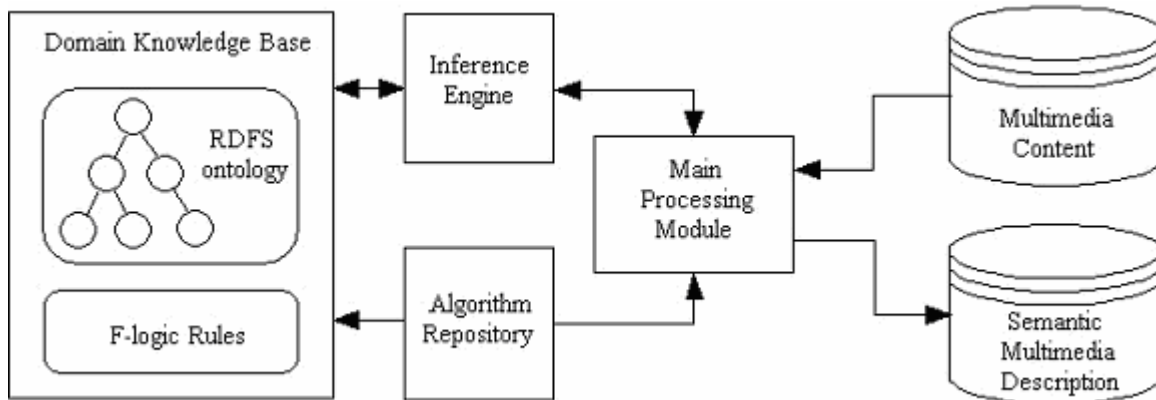 Domain Knowledge Base
RDFS
ontology
F-logic Rules
Inference
Engine
Algorithm
Repository
Main
Processing
Module
Multimedia
Content
Semantic
Multimedia
Description